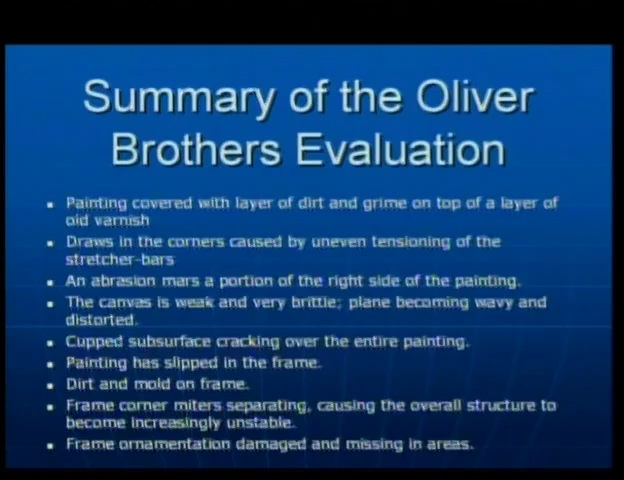 Summary of the Oliver
Brothers Evaluation
Painting covered with layer of dirt and grime on top of a layer of
old varnish
Draws in the corners caused by uneven tensioning of the
stretcher-bars
An abrasion mars a portion of the right side of the painting.
The canvas is weak and very brittle; plane becoming wavy and
distorted.
Cupped subsurface cracking over the entire painting.
Painting has slipped in the frame.
Dirt and mold on frame.
Frame corner miters separating, causing the overall structure to
become increasingly unstable.
Frame ornamentation damaged and missing in areas.